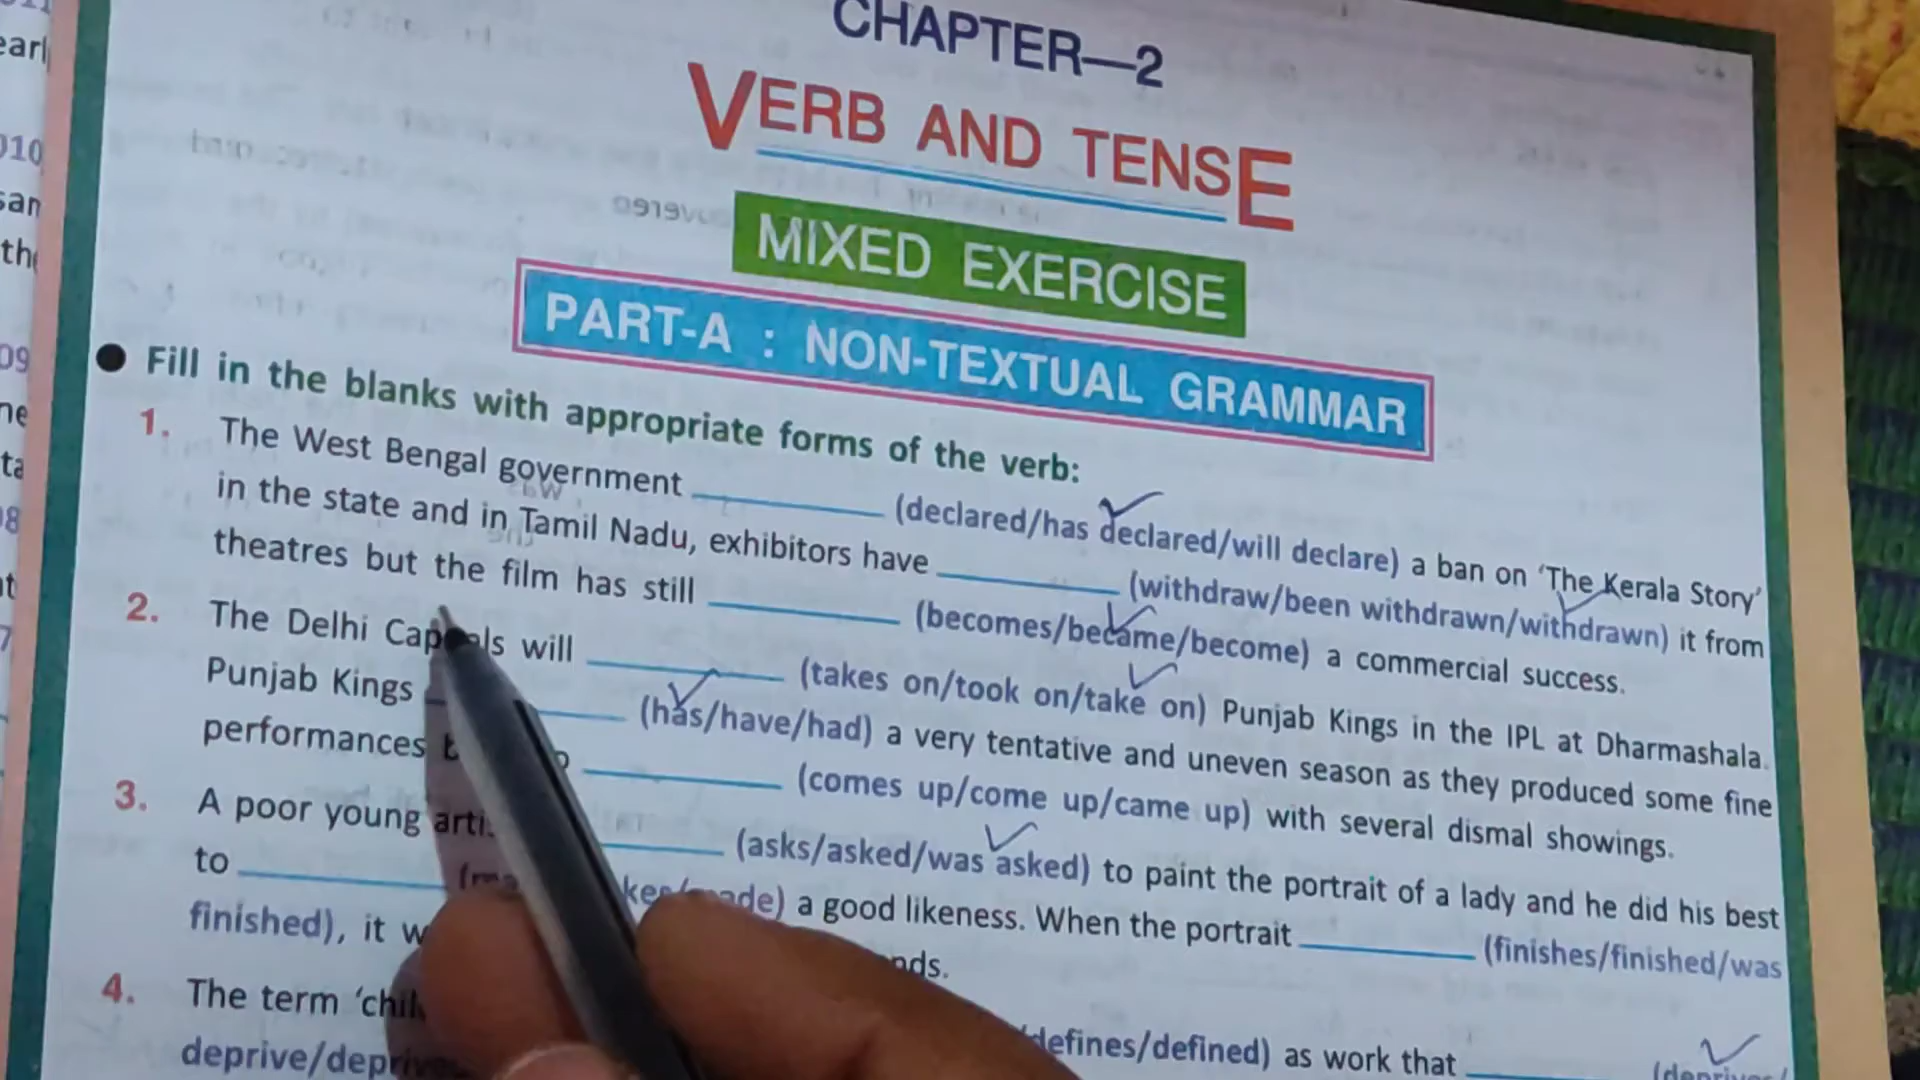 CHAPTER—2
VERB AND TENSE
MIXED EXERCISE
PART-A : NON-TEXTUAL GRAMMAR
● Fill in the blanks with appropriate forms of the verb:
1. The West Bengal government ________ (declared/has declared/will declare) a ban on ‘The Kerala Story’
in the state and in Tamil Nadu, exhibitors have ________ (withdraw/been withdrawn/withdrawn) it from
theatres but the film has still ________ (becomes/became/become) a commercial success.
2. The Delhi Capitals will ________ (takes on/took on/take on) Punjab Kings in the IPL at Dharmashala.
Punjab Kings ________ (has/have/had) a very tentative and uneven season as they produced some fine
performances ________ (comes up/come up/came up) with several dismal showings.
3. A poor young ________ (asks/asked/was asked) to paint the portrait of a lady and he did his best
to ________ a good likeness. When the portrait ________ (finishes/finished/was
finished), it
4. The term defines/defined) as work that ________
deprive/